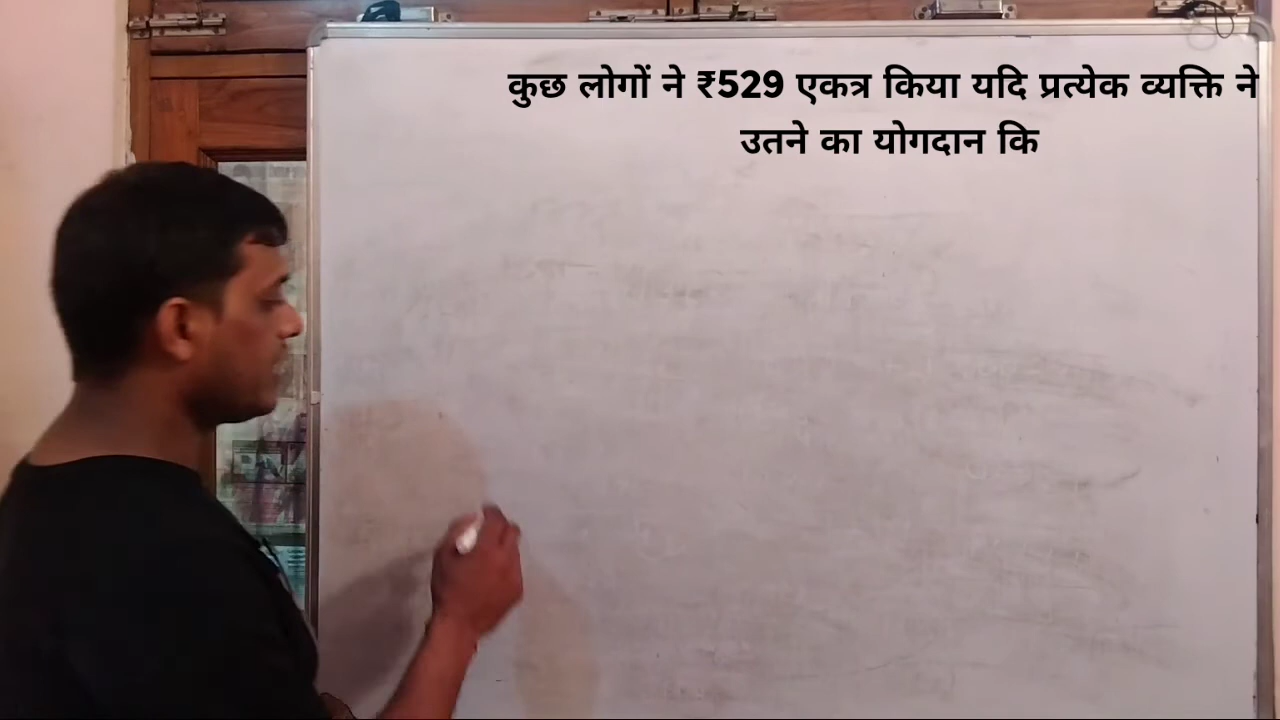 कुछ लोगों ने ₹529 एकत्र किया यदि प्रत्येक व्यक्ति ने
उतने का योगदान कि